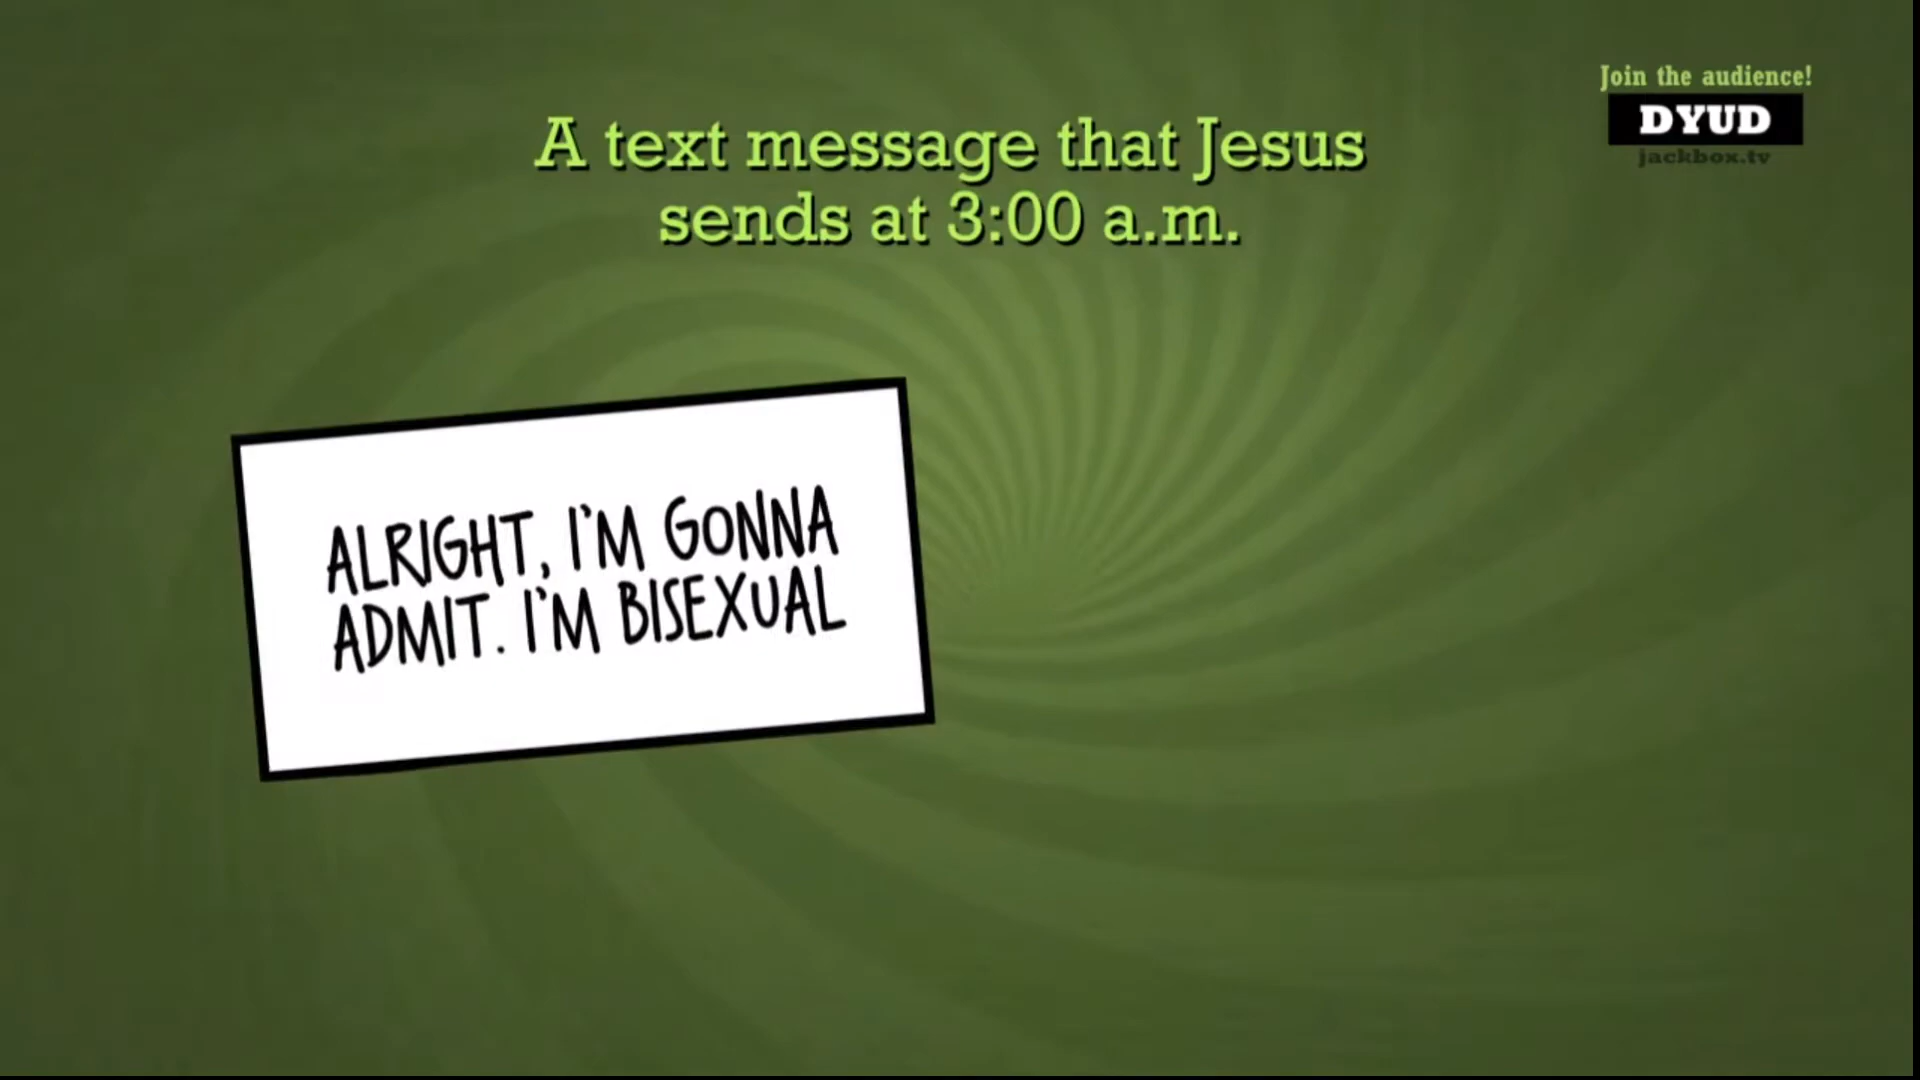 A text message that Jesus
sends at 3:00 a.m.
Join the audience!
DYUD
jackbox.tv
ALRIGHT, I'M GONNA
ADMIT. I'M BISEXUAL